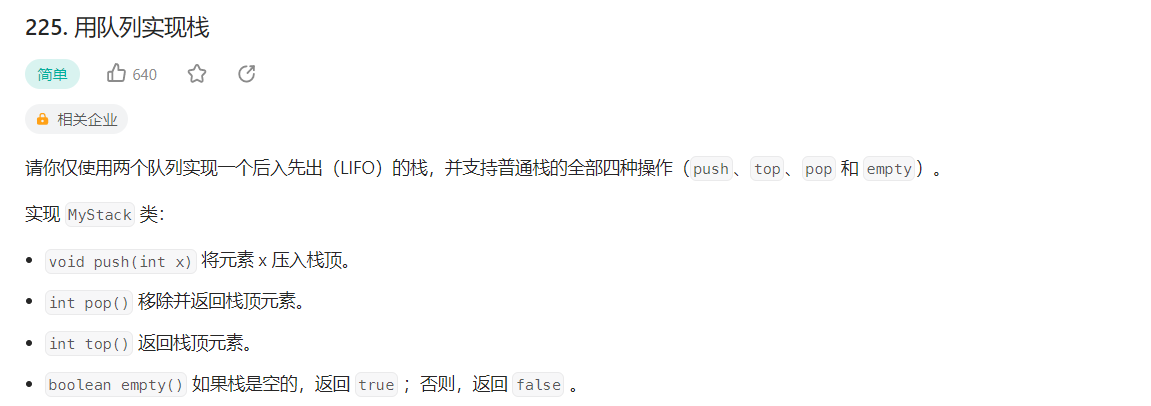 225. 用队列实现栈
简单 640
相关企业
请你仅使用两个队列实现一个后入先出（LIFO）的栈，并支持普通栈的全部四种操作（push、top、pop 和 empty）。
实现 MyStack 类：
• void push(int x) 将元素 x 压入栈顶。
• int pop() 移除并返回栈顶元素。
• int top() 返回栈顶元素。
• boolean empty() 如果栈是空的，返回 true ；否则，返回 false 。